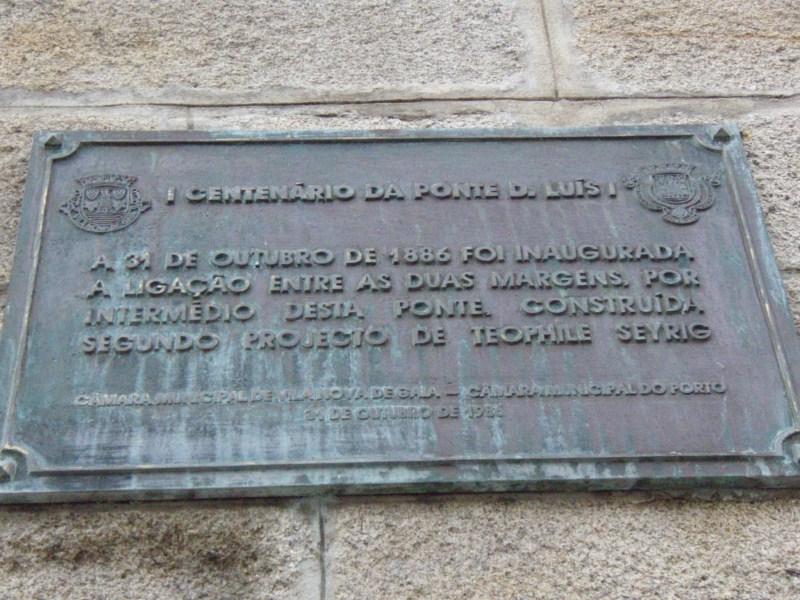 I CENTENÁRIO DA PONTE D. LUÍS I
A 31 DE OUTUBRO DE 1886 FOI INAUGURADA
A LIGAÇÃO ENTRE AS DUAS MARGENS, POR
INTERMÉDIO DESTA PONTE, CONSTRUÍDA
SEGUNDO PROJECTO DE TEOPHILE SEYRIG
CÂMARA MUNICIPAL DE VILA NOVA DE GAIA — CÂMARA MUNICIPAL DO PORTO
31 DE OUTUBRO DE 1986